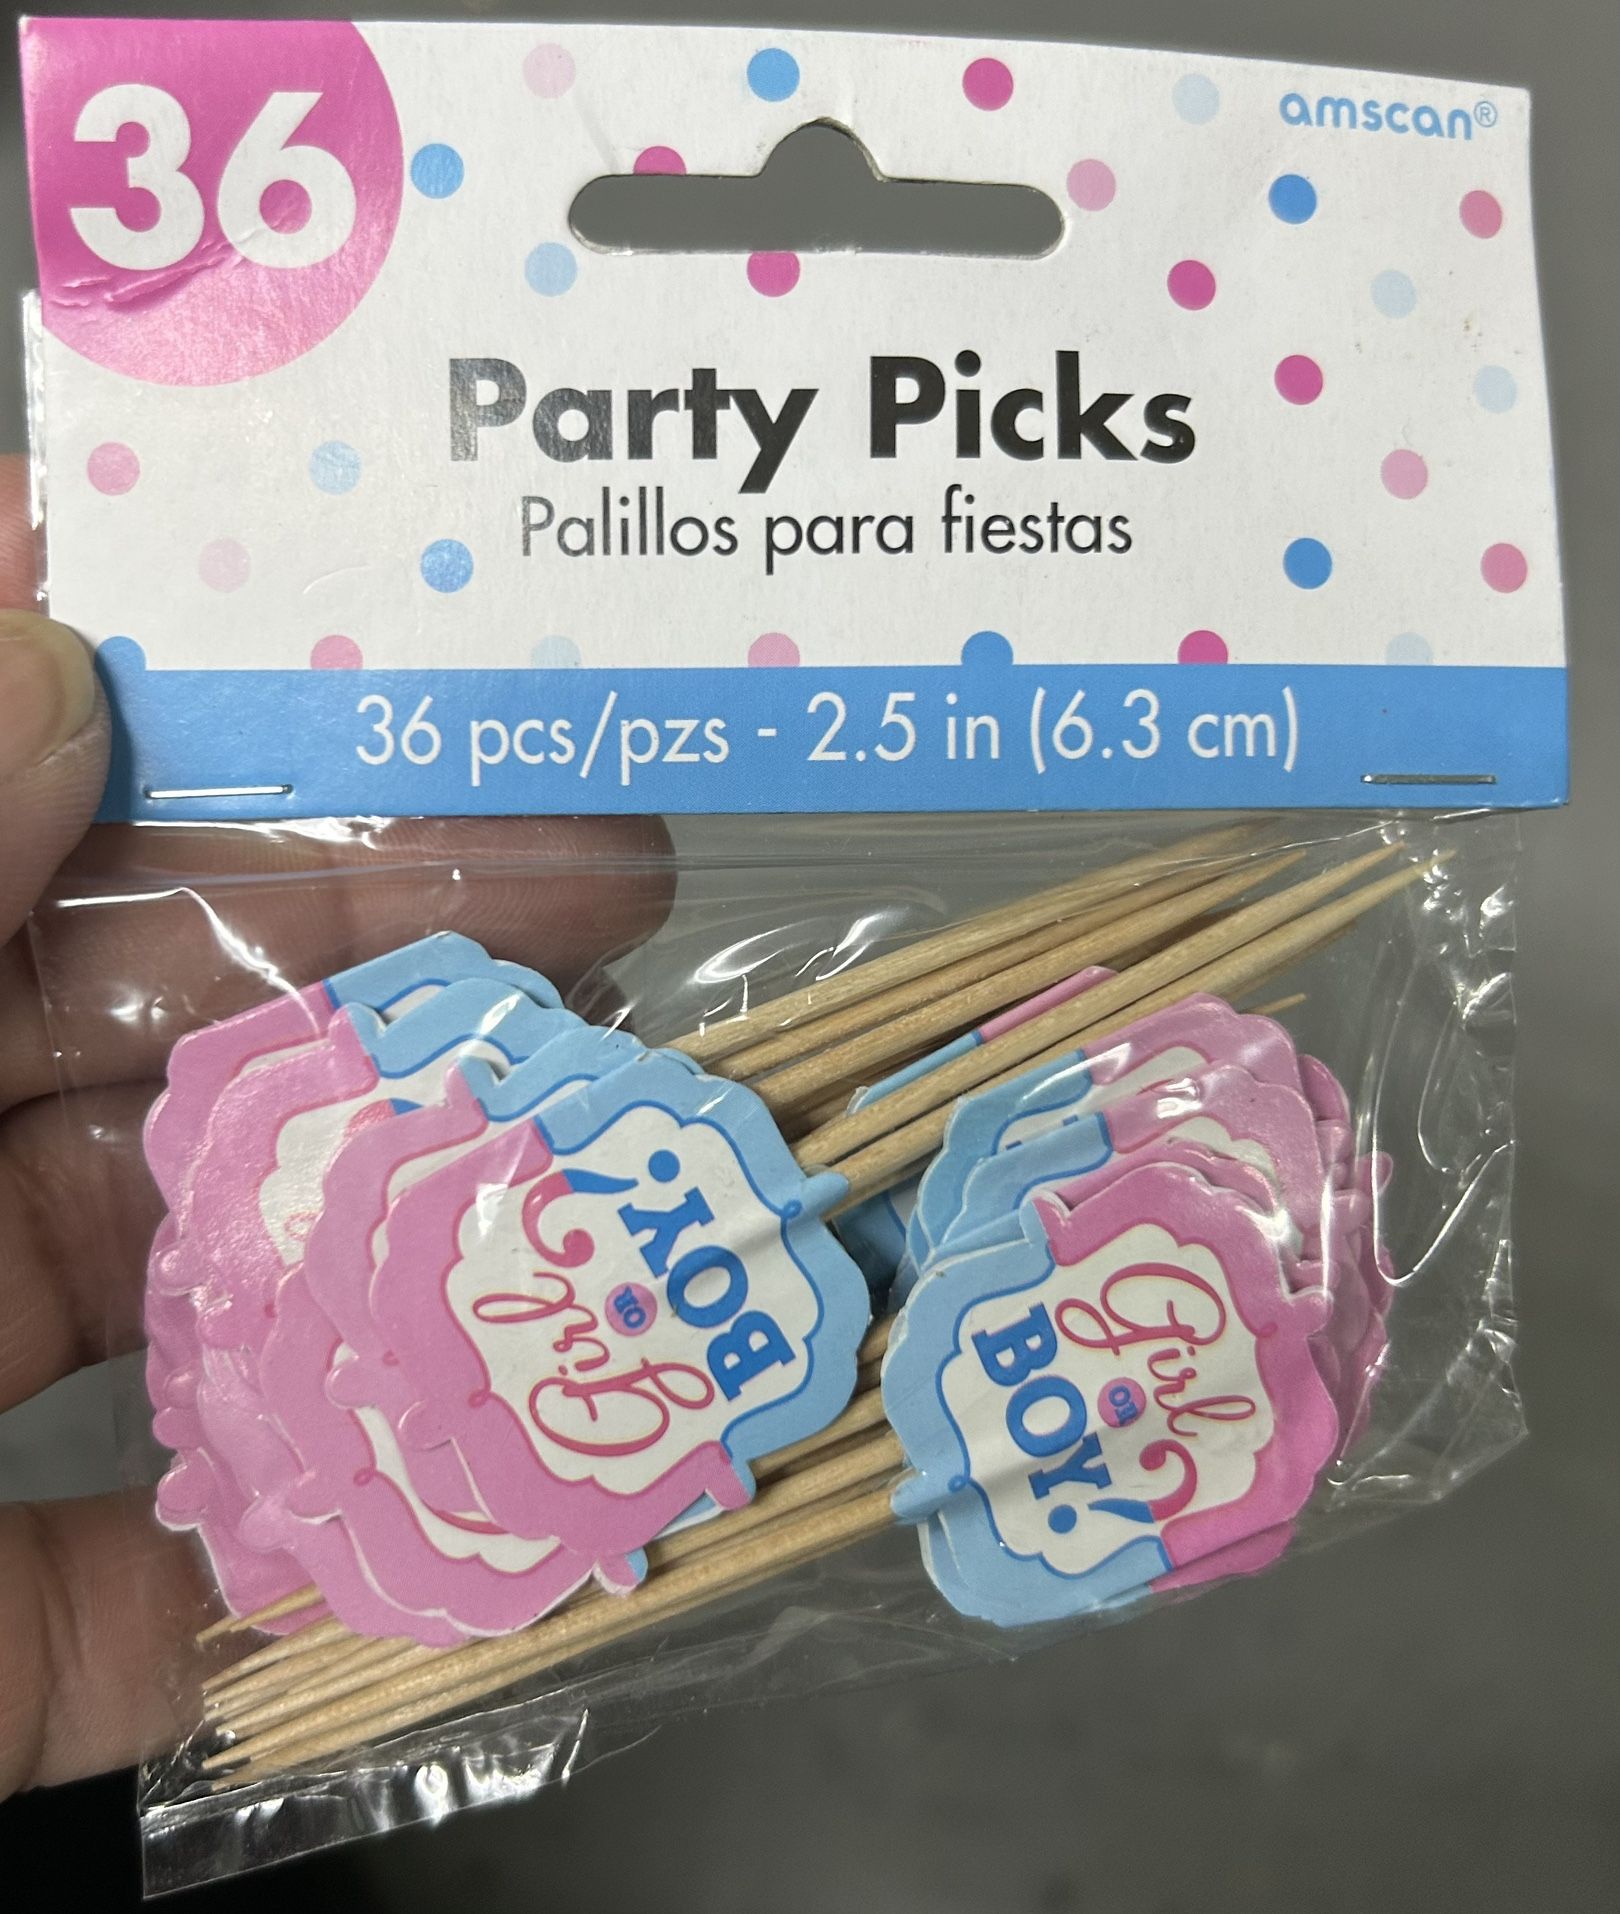 36
amscan®
Party Picks
Palillos para fiestas
36 pcs/pzs - 2.5 in (6.3 cm)
Girl
OR
BOY?
Girl
OR
BOY?